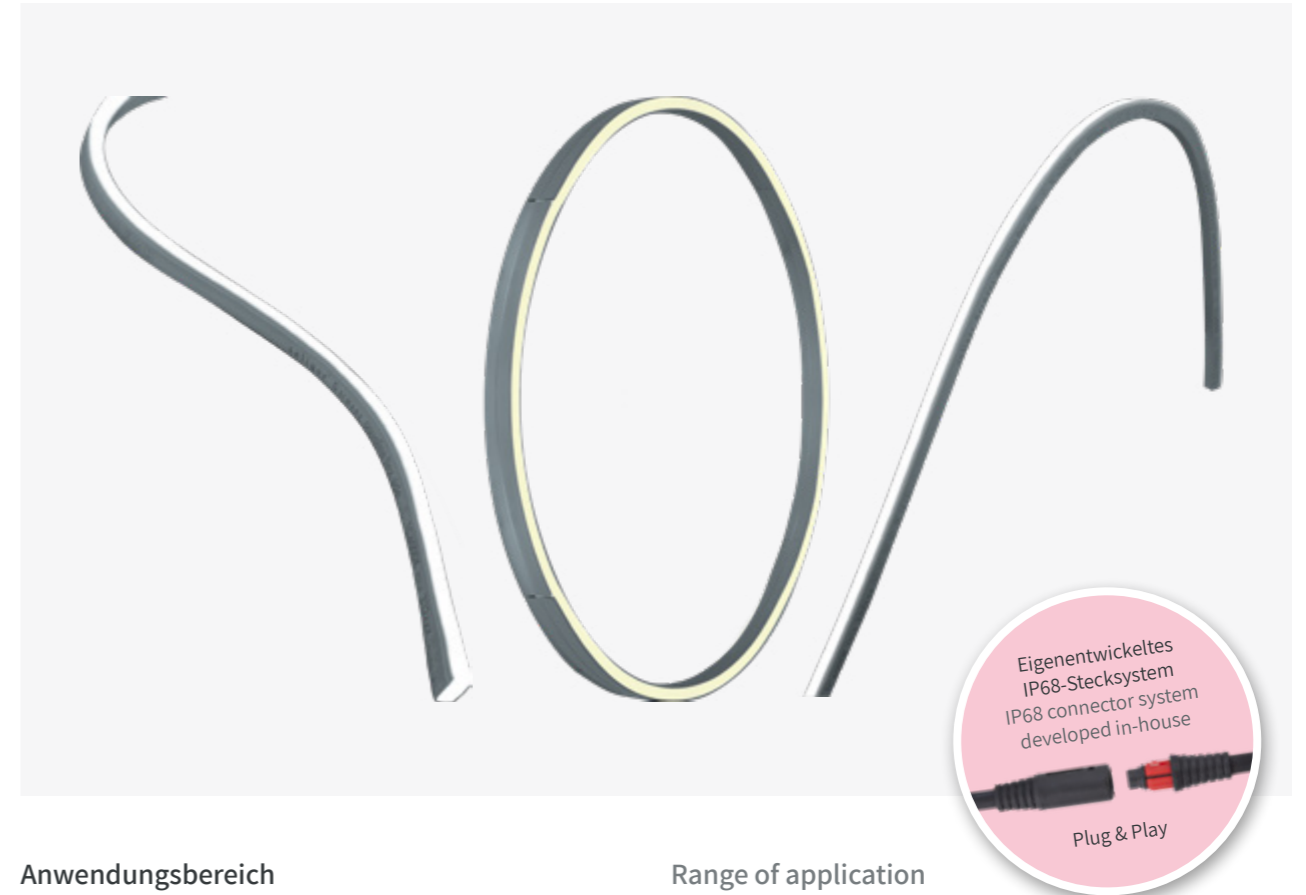 Eigenentwickeltes
IP68-Stecksystem
IP68 connector system
developed in-house
Plug & Play
Anwendungsbereich
Range of application